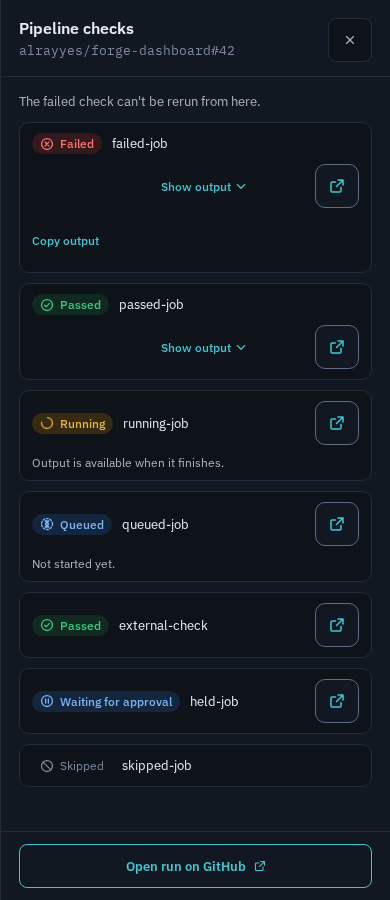 Pipeline checks
alrayyes/forge-dashboard#42
The failed check can't be rerun from here.
Failed failed-job
Show output
Copy output
Passed passed-job
Show output
Running running-job
Output is available when it finishes.
Queued queued-job
Not started yet.
Passed external-check
Waiting for approval held-job
Skipped skipped-job
Open run on GitHub